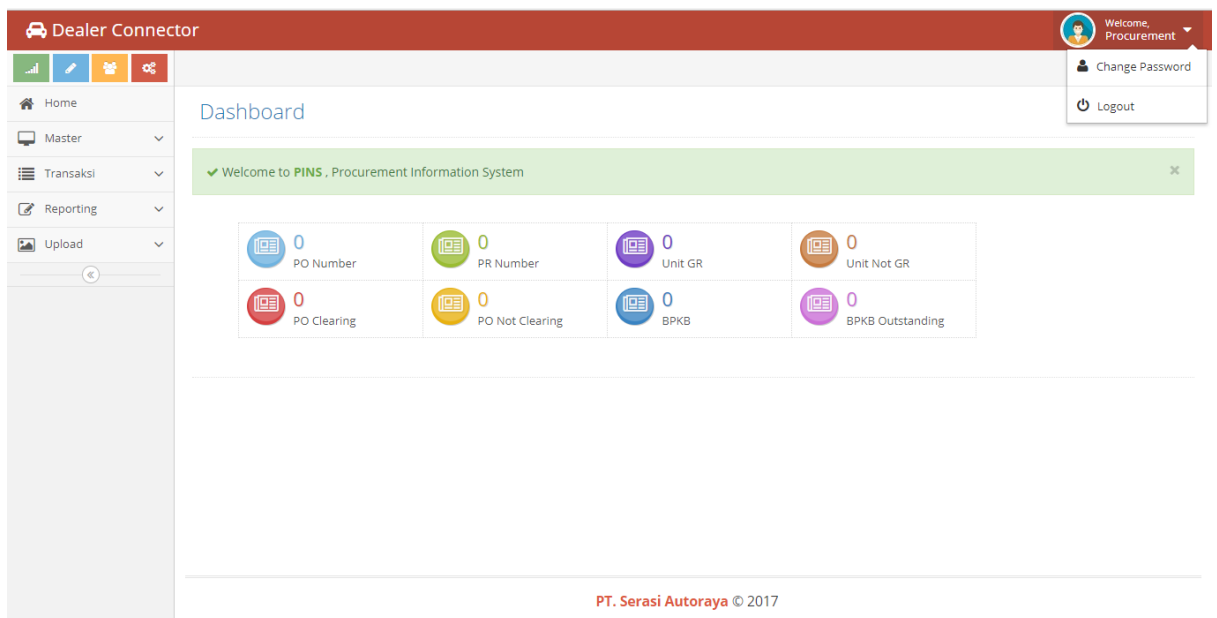 Dealer Connector
Welcome,
Procurement
Change Password
Logout
Home
Master
Transaksi
Reporting
Upload
Dashboard
Welcome to PINS , Procurement Information System
0
PO Number
0
PR Number
0
Unit GR
0
Unit Not GR
0
PO Clearing
0
PO Not Clearing
0
BPKB
0
BPKB Outstanding
PT. Serasi Autoraya © 2017